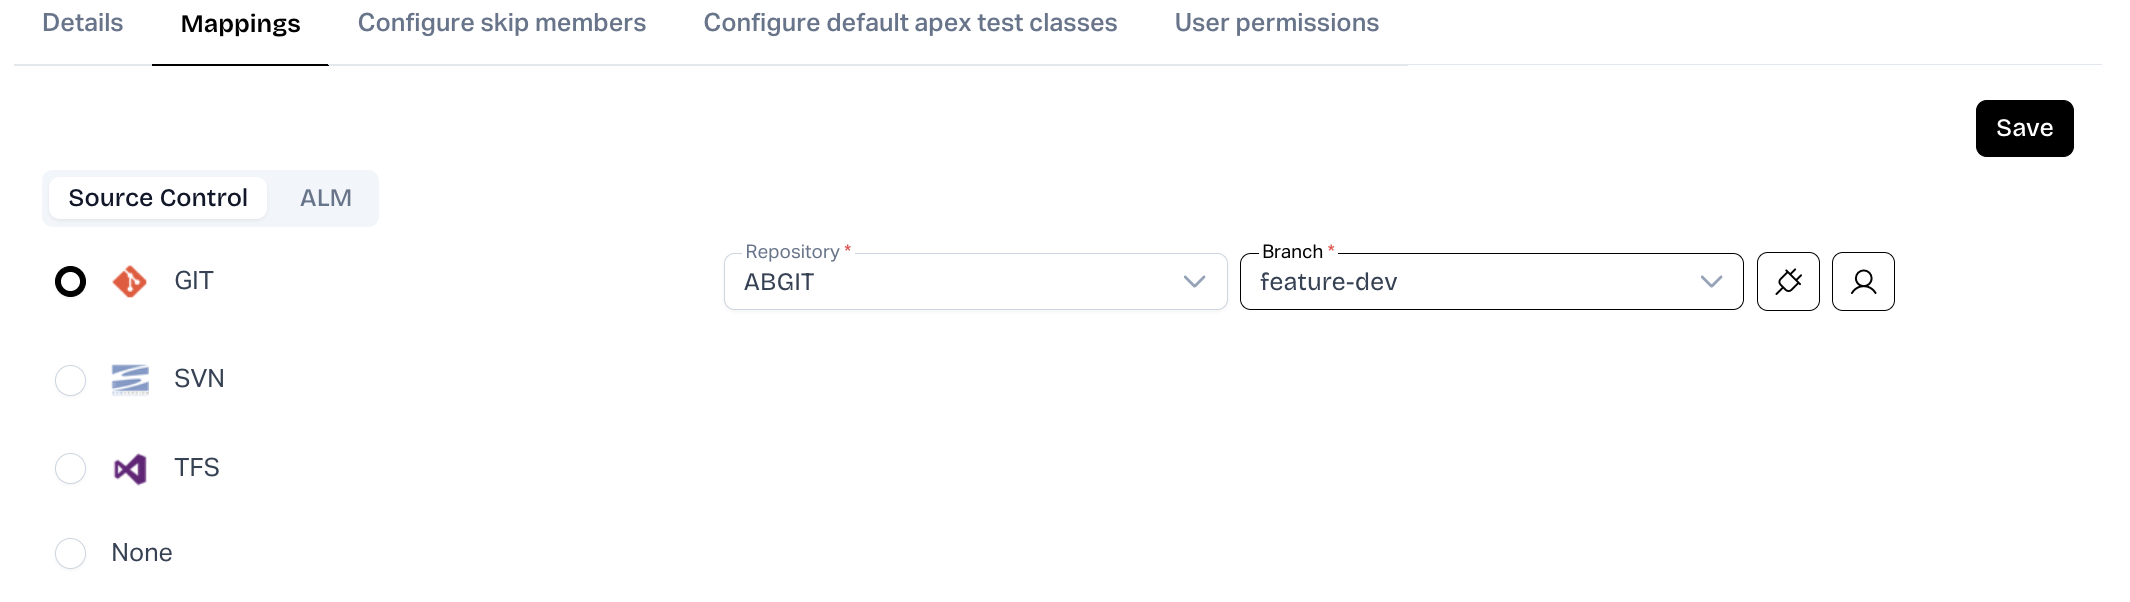 Details Mappings Configure skip members Configure default apex test classes User permissions
Save
Source Control ALM
Repository * Branch *
GIT ABGIT feature-dev
SVN
TFS
None